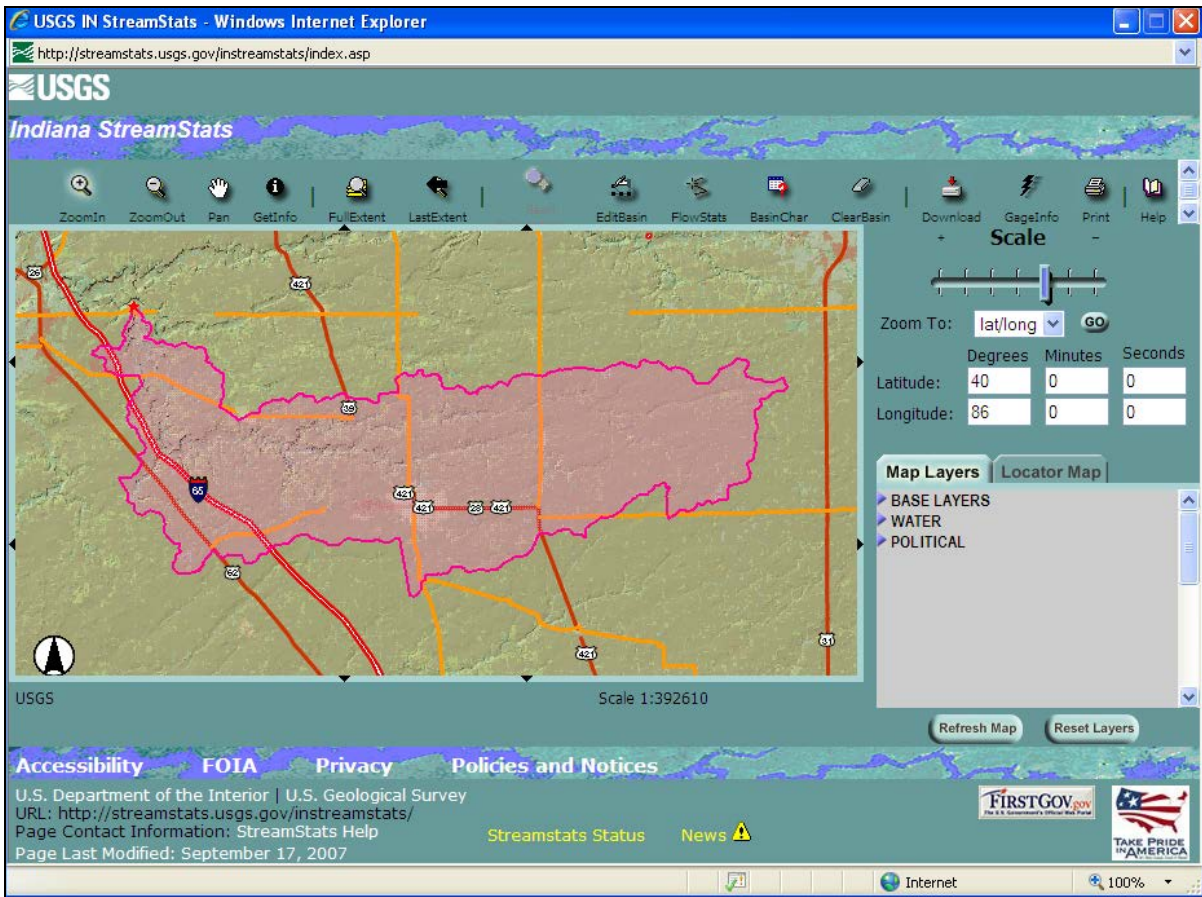 USGS IN StreamStats - Windows Internet Explorer
http://streamstats.usgs.gov/instreamstats/index.asp
USGS
Indiana StreamStats
ZoomIn ZoomOut Pan GetInfo FullExtent LastExtent EditBasin FlowStats BasinChar ClearBasin Download GageInfo Print Help
+ Scale -
Zoom To: lat/long GO
Degrees Minutes Seconds
Latitude: 40 0 0
Longitude: 86 0 0
Map Layers Locator Map
BASE LAYERS
WATER
POLITICAL
26
421
39
65
421
421 28 421
52
421
31
USGS Scale 1:392610
Refresh Map Reset Layers
Accessibility FOIA Privacy Policies and Notices
U.S. Department of the Interior | U.S. Geological Survey
URL: http://streamstats.usgs.gov/instreamstats/
Page Contact Information: StreamStats Help
Page Last Modified: September 17, 2007
Streamstats Status News
FIRSTGOV.gov
TAKE PRIDE
IN AMERICA
Internet 100%